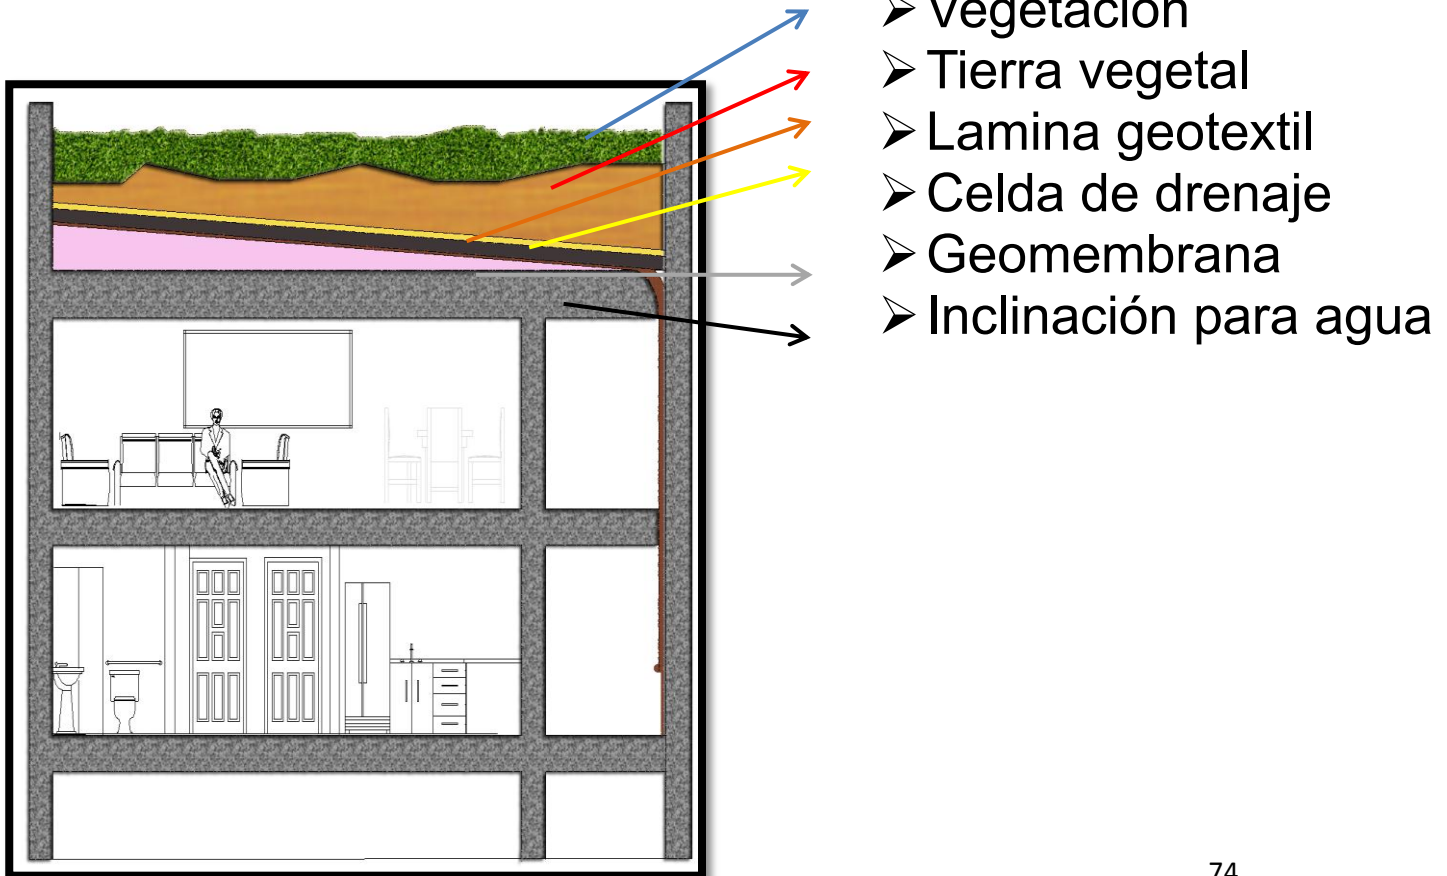 ➢ Vegetación
➢ Tierra vegetal
➢ Lamina geotextil
➢ Celda de drenaje
➢ Geomembrana
➢ Inclinación para agua
74